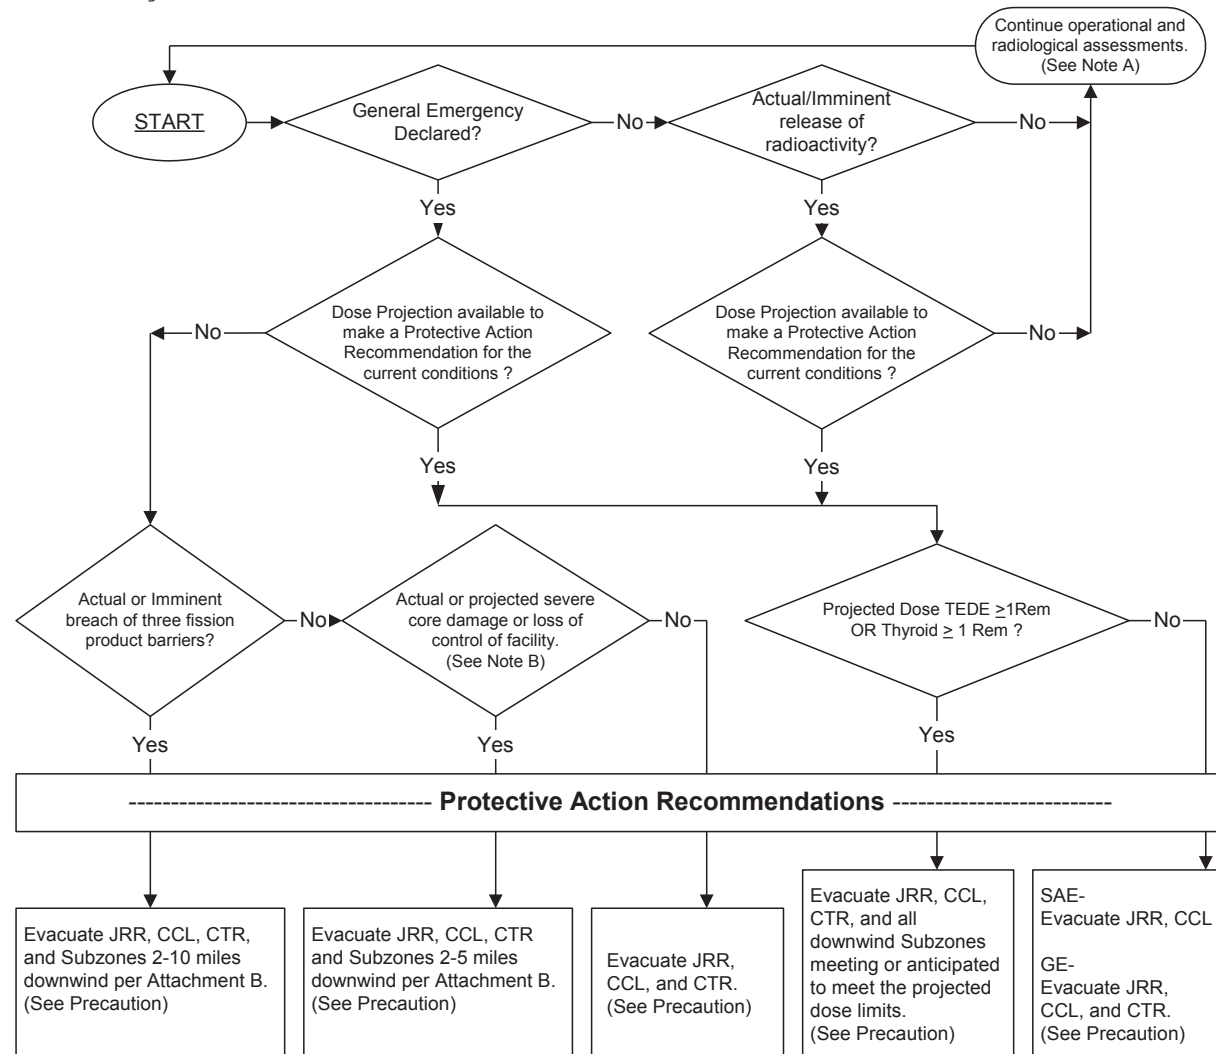 Continue operational and
radiological assessments.
(See Note A)
START
General Emergency
Declared?
No
Actual/Imminent
release of
radioactivity?
No
Yes
Yes
Dose Projection available to
make a Protective Action
Recommendation for the
current conditions ?
No
Dose Projection available to
make a Protective Action
Recommendation for the
current conditions ?
No
Yes
Yes
Actual or Imminent
breach of three fission
product barriers?
No
Actual or projected severe
core damage or loss of
control of facility.
(See Note B)
No
Projected Dose TEDE ≥1Rem
OR Thyroid ≥ 1 Rem ?
No
Yes
Yes
Yes
------------------------------------ Protective Action Recommendations --------------------------
Evacuate JRR, CCL, CTR,
and Subzones 2-10 miles
downwind per Attachment B.
(See Precaution)
Evacuate JRR, CCL, CTR
and Subzones 2-5 miles
downwind per Attachment B.
(See Precaution)
Evacuate JRR,
CCL, and CTR.
(See Precaution)
Evacuate JRR, CCL,
CTR, and all
downwind Subzones
meeting or anticipated
to meet the projected
dose limits.
(See Precaution)
SAE-
Evacuate JRR, CCL
GE-
Evacuate JRR,
CCL, and CTR.
(See Precaution)